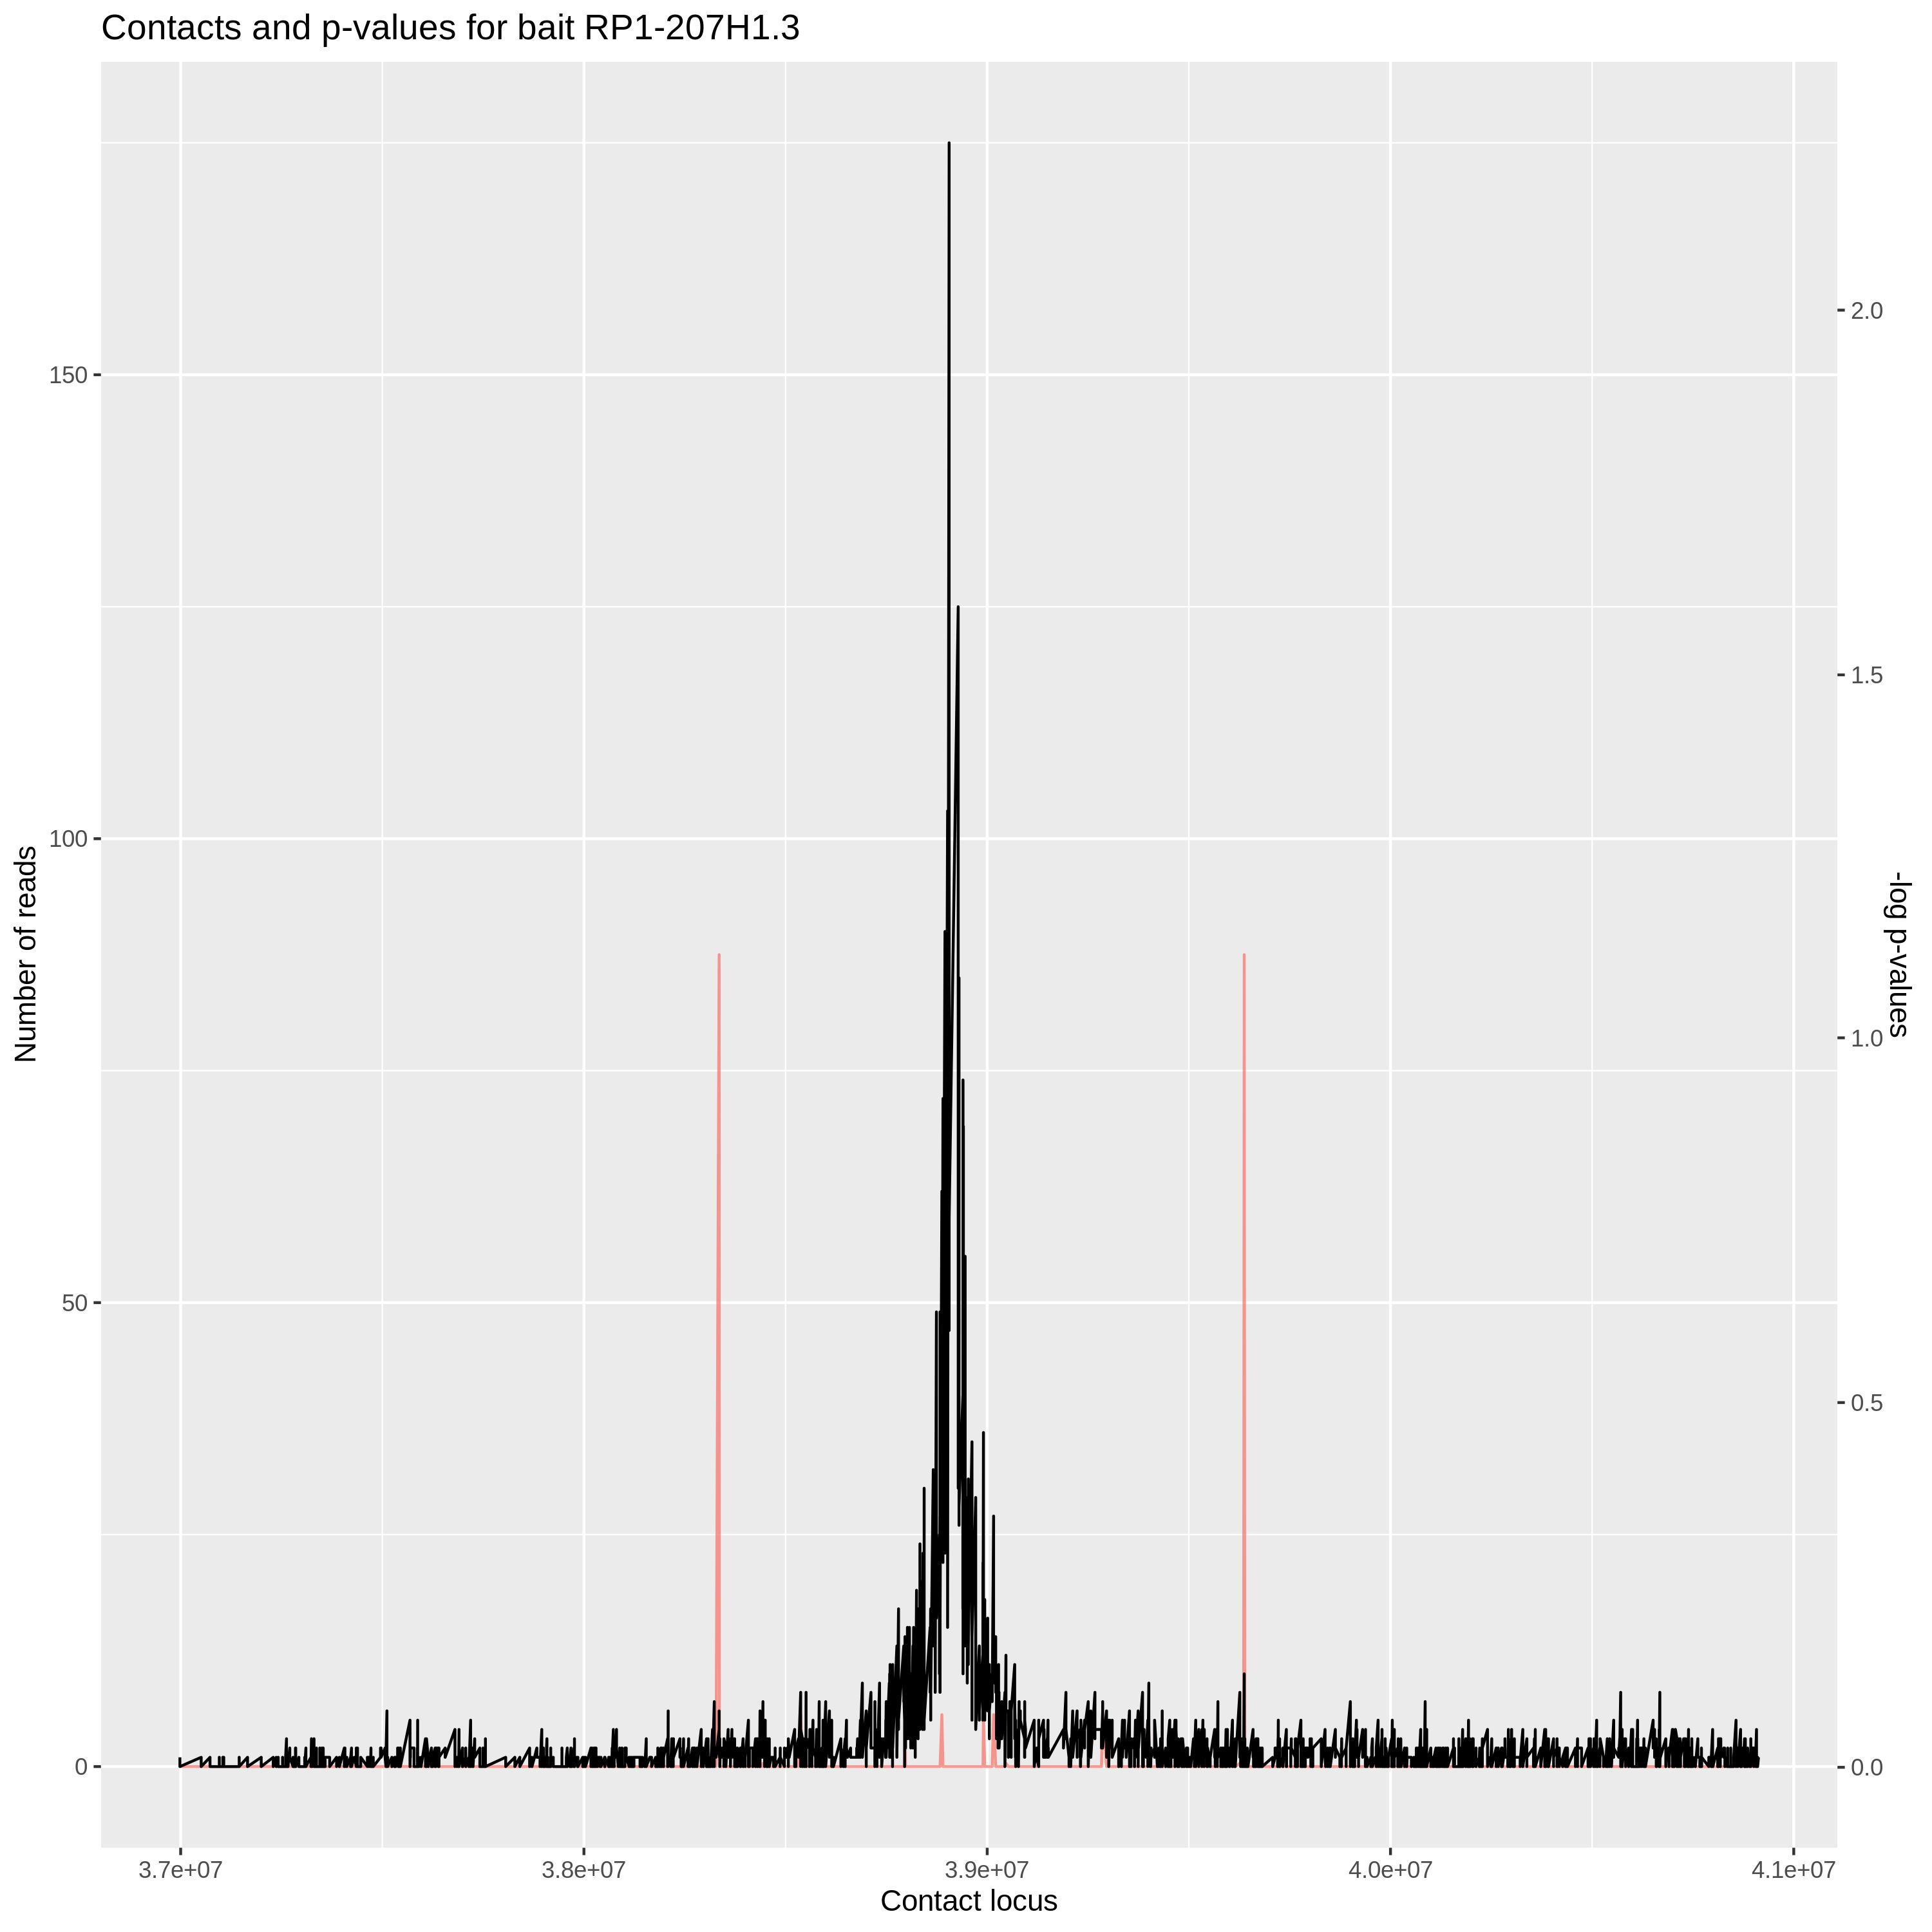 Contacts and p-values for bait RP1-207H1.3
Number of reads
150
100
50
0
2.0
1.5
1.0
0.5
0.0
-log p-values
3.7e+07
3.8e+07
3.9e+07
4.0e+07
4.1e+07
Contact locus